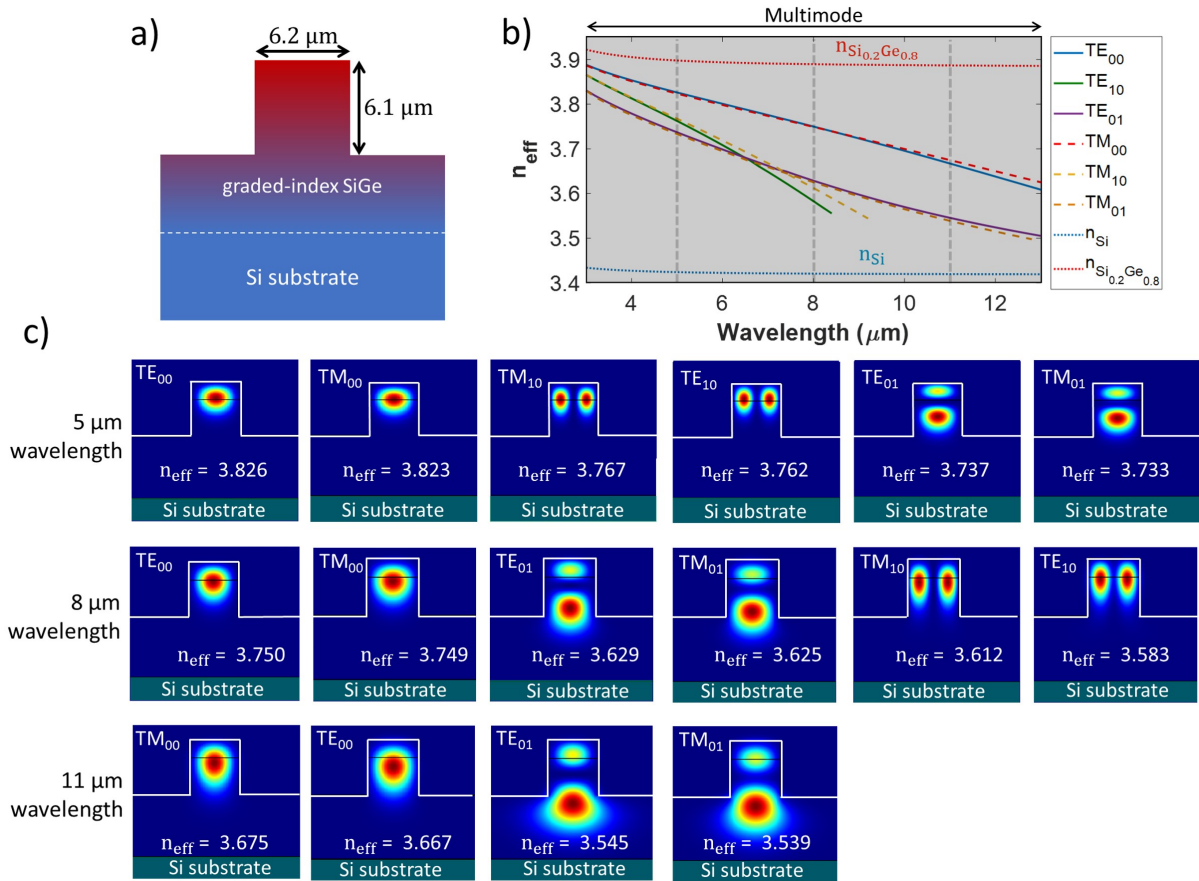 a)
6.2 μm
6.1 μm
graded-index SiGe
Si substrate
b)
Multimode
n_Si₀.₂Ge₀.₈
n_Si
n_eff
3.9
3.8
3.7
3.6
3.5
3.4
4 6 8 10 12
Wavelength (μm)
TE₀₀
TE₁₀
TE₀₁
TM₀₀
TM₁₀
TM₀₁
n_Si
n_Si₀.₂Ge₀.₈
c)
5 μm
wavelength
TE₀₀
n_eff = 3.826
Si substrate
TM₀₀
n_eff = 3.823
Si substrate
TM₁₀
n_eff = 3.767
Si substrate
TE₁₀
n_eff = 3.762
Si substrate
TE₀₁
n_eff = 3.737
Si substrate
TM₀₁
n_eff = 3.733
Si substrate
8 μm
wavelength
TE₀₀
n_eff = 3.750
Si substrate
TM₀₀
n_eff = 3.749
Si substrate
TE₀₁
n_eff = 3.629
Si substrate
TM₀₁
n_eff = 3.625
Si substrate
TM₁₀
n_eff = 3.612
Si substrate
TE₁₀
n_eff = 3.583
Si substrate
11 μm
wavelength
TM₀₀
n_eff = 3.675
Si substrate
TE₀₀
n_eff = 3.667
Si substrate
TE₀₁
n_eff = 3.545
Si substrate
TM₀₁
n_eff = 3.539
Si substrate